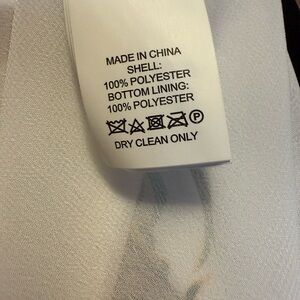 MADE IN CHINA
SHELL:
100% POLYESTER
BOTTOM LINING:
100% POLYESTER
P
DRY CLEAN ONLY